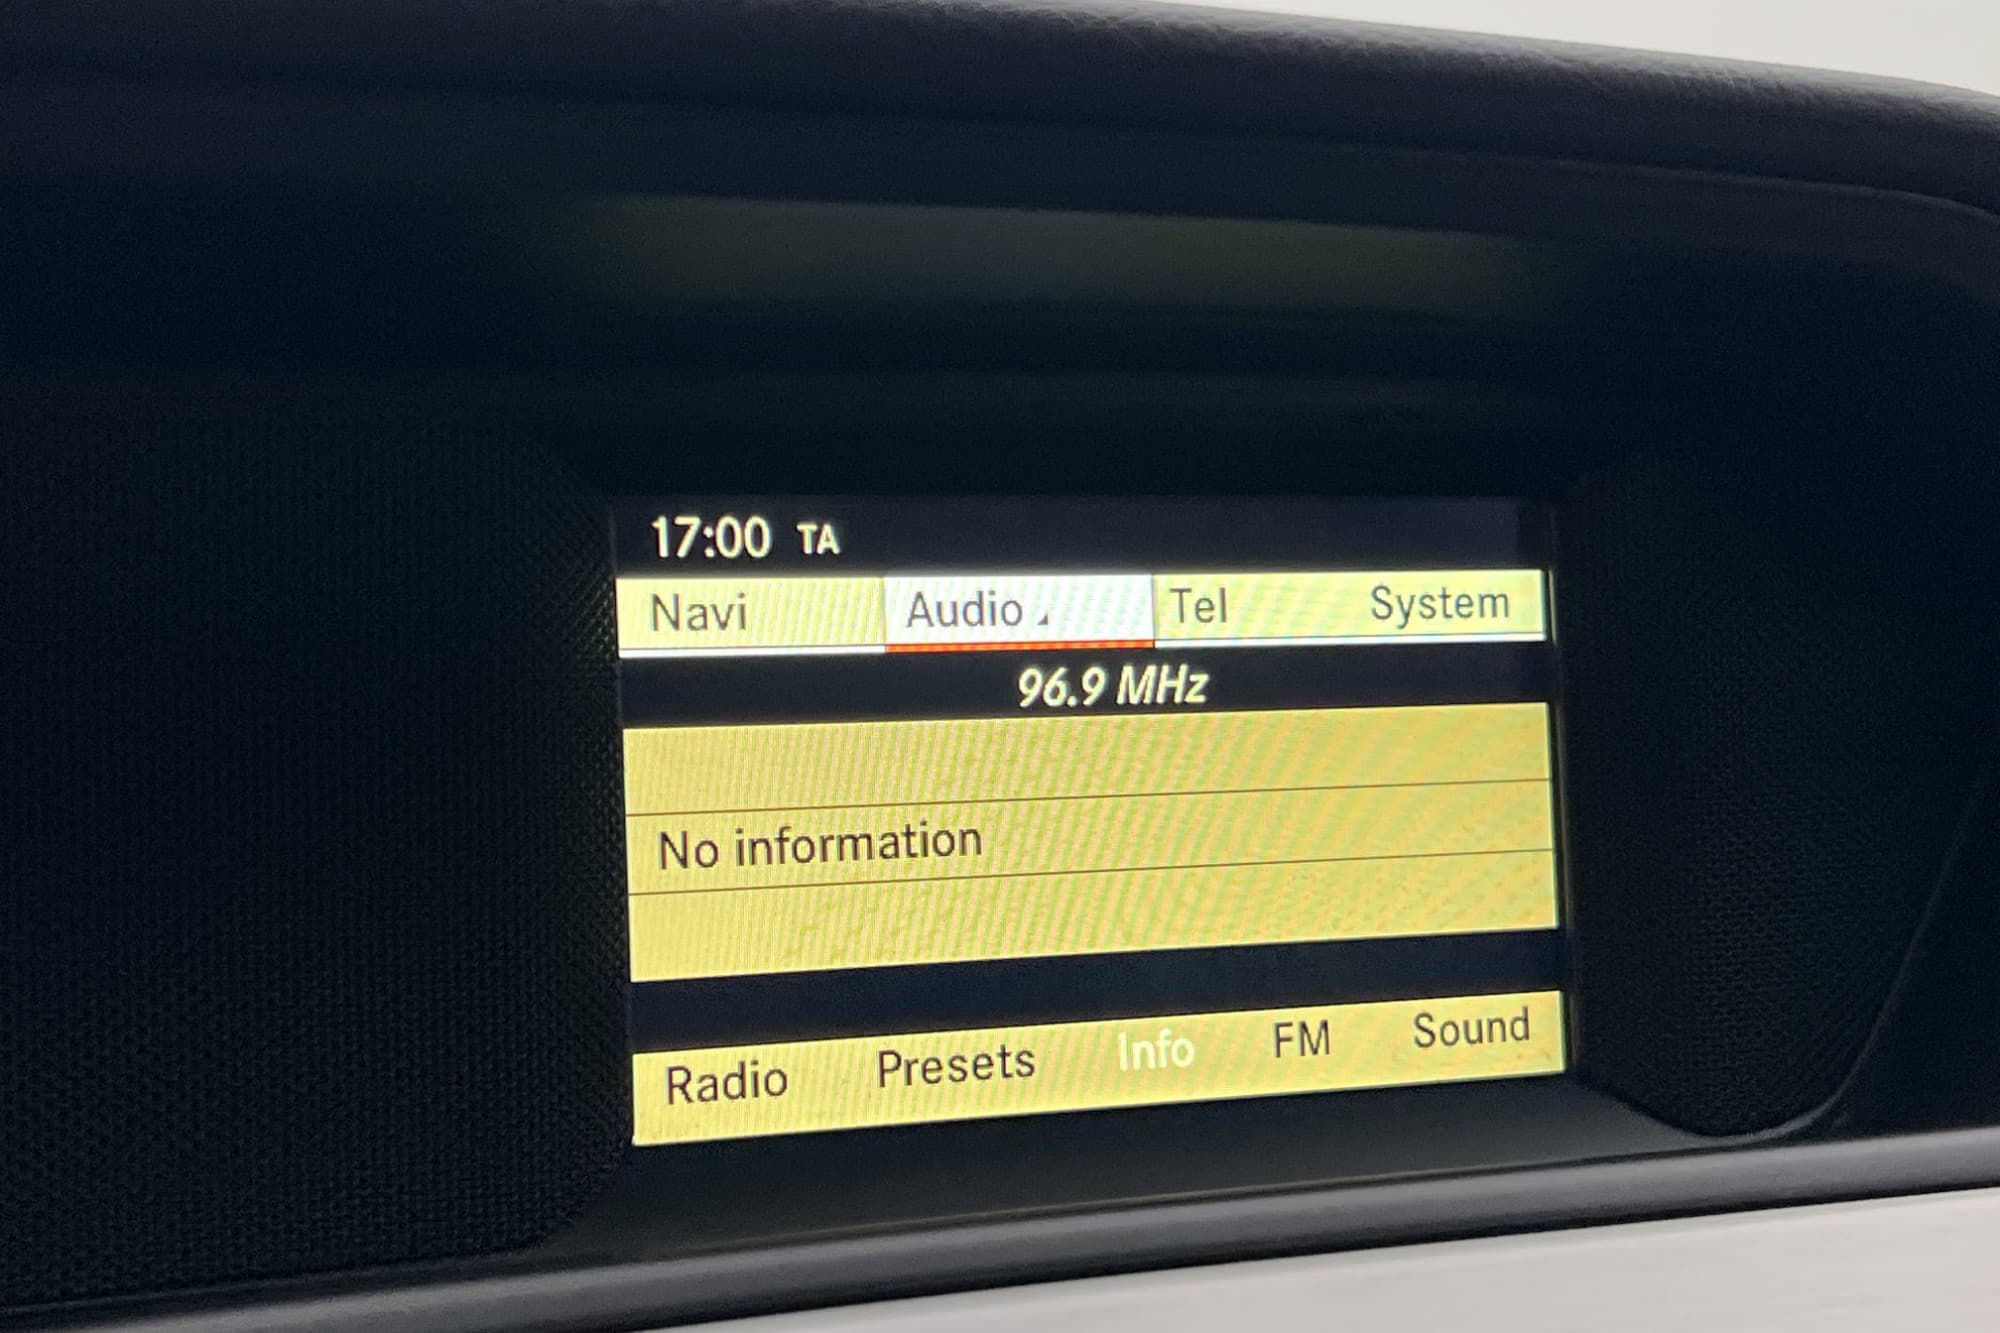 17:00 TA
Navi Audio Tel System
96.9 MHz
No information
Radio Presets Info FM Sound